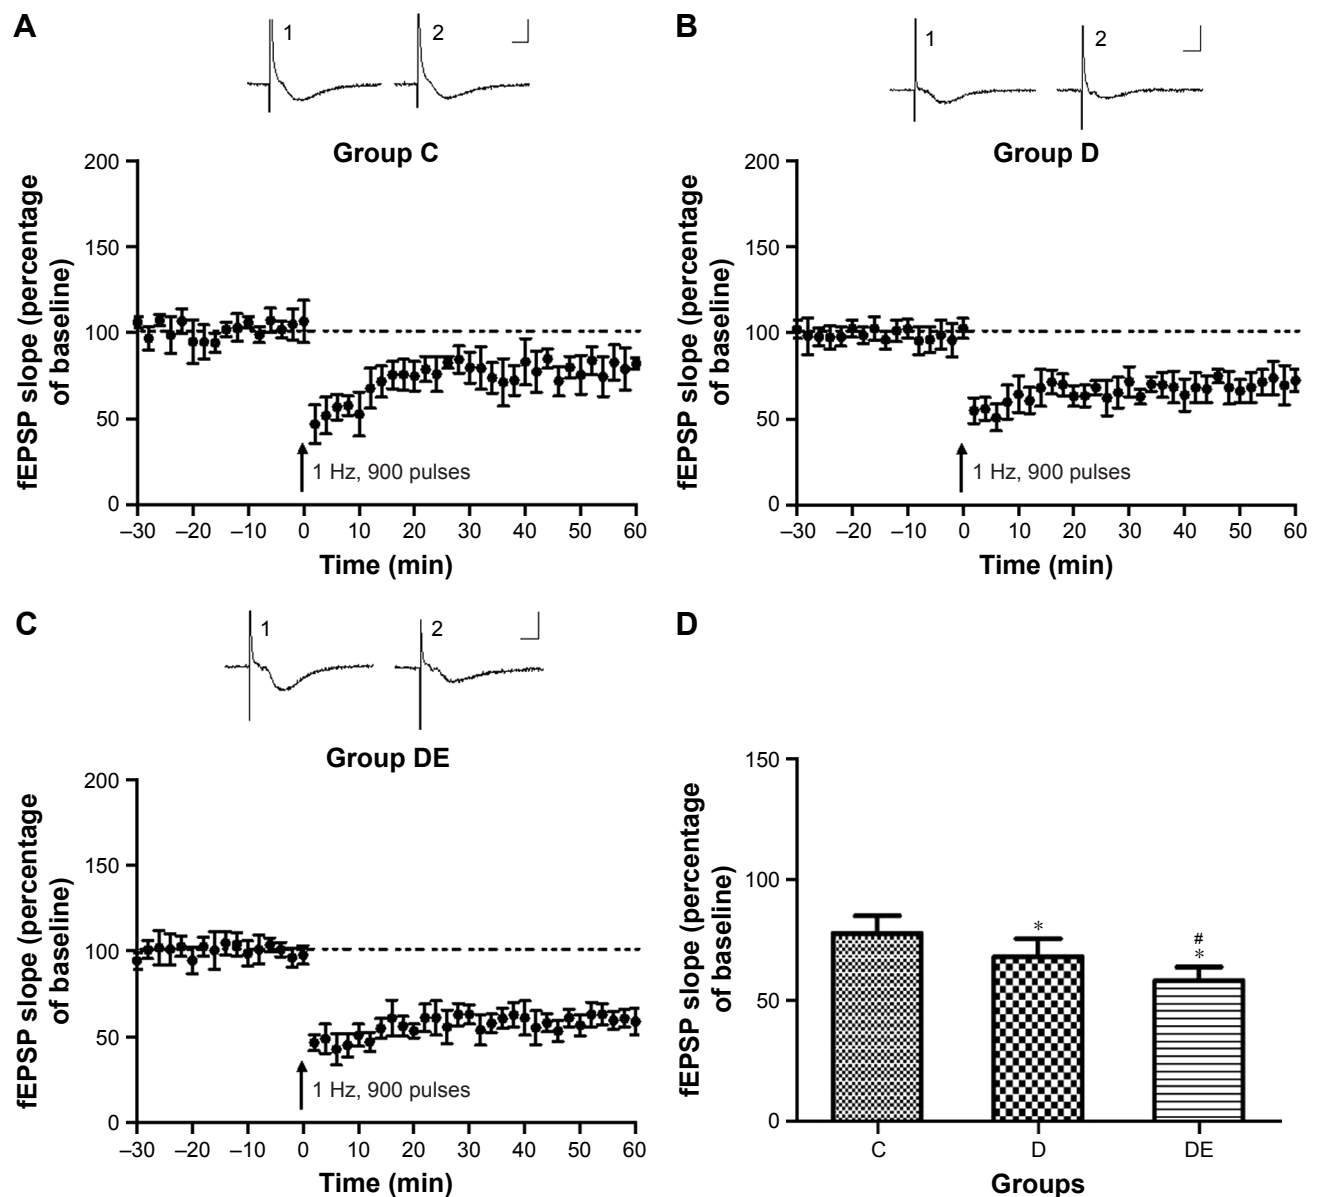 A
1
2
Group C
fEPSP slope (percentage
of baseline)
200
150
100
50
0
1 Hz, 900 pulses
–30 –20 –10 0 10 20 30 40 50 60
Time (min)
B
1
2
Group D
fEPSP slope (percentage
of baseline)
200
150
100
50
0
1 Hz, 900 pulses
–30 –20 –10 0 10 20 30 40 50 60
Time (min)
C
1
2
Group DE
fEPSP slope (percentage
of baseline)
200
150
100
50
0
1 Hz, 900 pulses
–30 –20 –10 0 10 20 30 40 50 60
Time (min)
D
fEPSP slope (percentage
of baseline)
150
100
50
0
*
#
*
C D DE
Groups